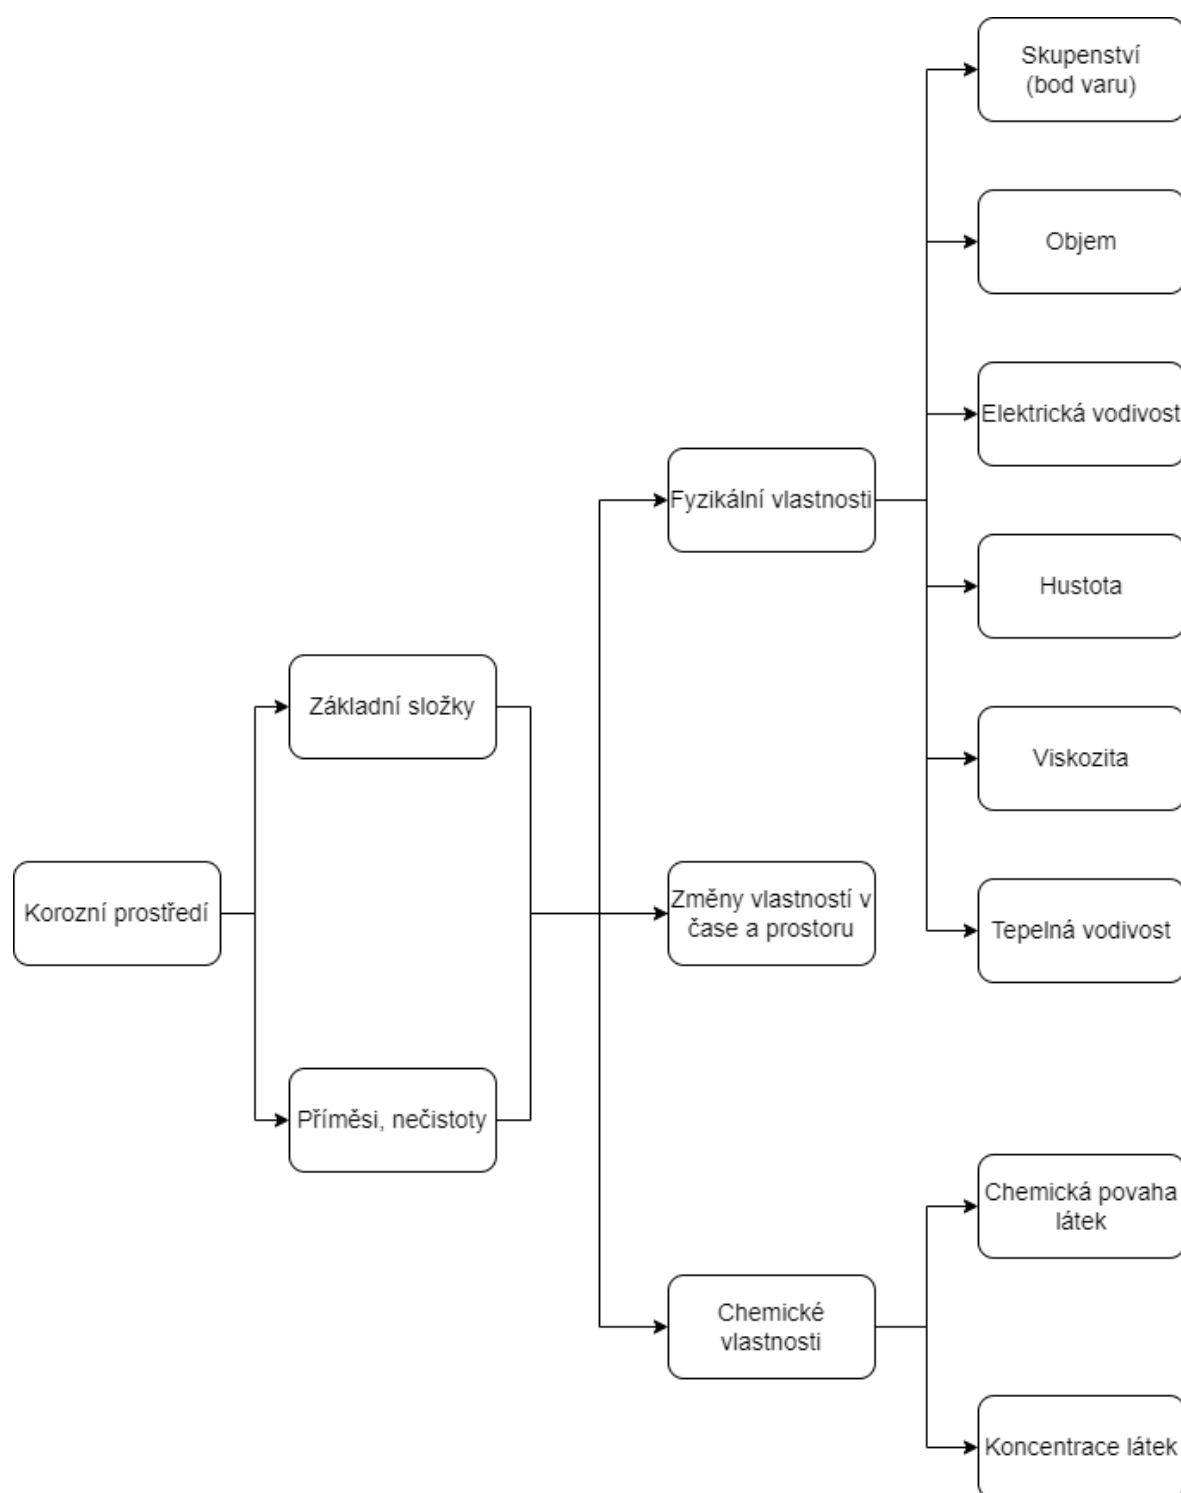 Skupenství
(bod varu)
Objem
Elektrická vodivost
Fyzikální vlastnosti
Hustota
Základní složky
Viskozita
Korozní prostředí
Změny vlastností v
čase a prostoru
Tepelná vodivost
Příměsi, nečistoty
Chemická povaha
látek
Chemické
vlastnosti
Koncentrace látek